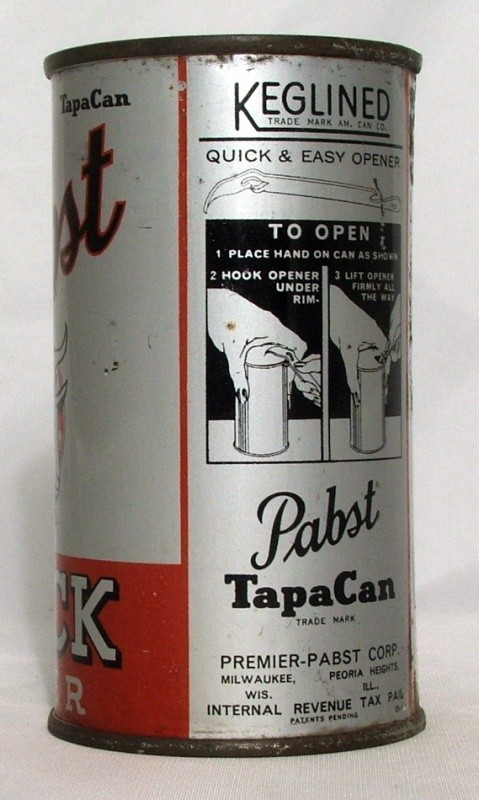 TapaCan
st
CK
R
KEGLINED
TRADE MARK AM. CAN CO.
QUICK & EASY OPENER
TO OPEN
1 PLACE HAND ON CAN AS SHOWN
2 HOOK OPENER
UNDER
RIM-
3 LIFT OPENER
FIRMLY ALL
THE WAY
Pabst
TapaCan
TRADE MARK
PREMIER-PABST CORP.
MILWAUKEE, PEORIA HEIGHTS,
WIS. ILL.
INTERNAL REVENUE TAX PAID
PATENTS PENDING